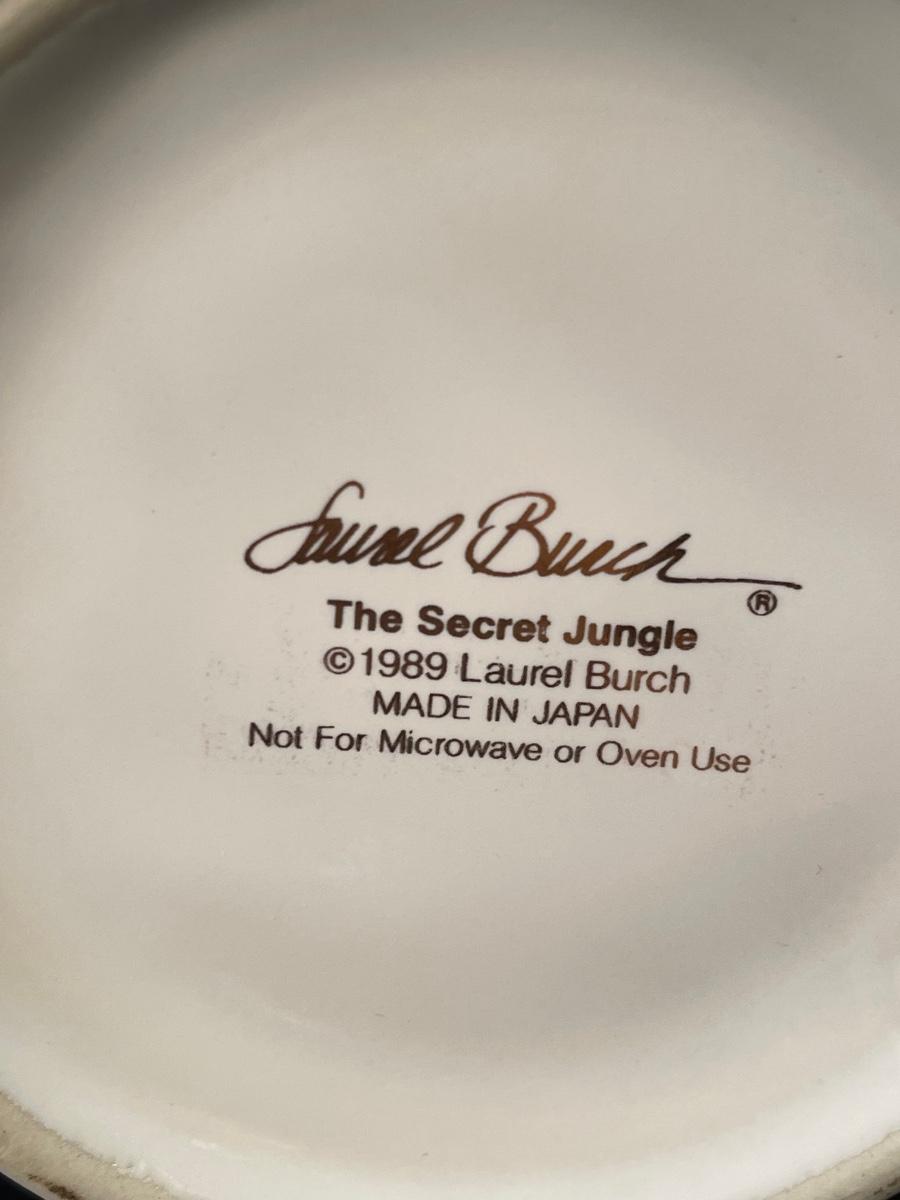 Laurel Burch ®
The Secret Jungle
©1989 Laurel Burch
MADE IN JAPAN
Not For Microwave or Oven Use